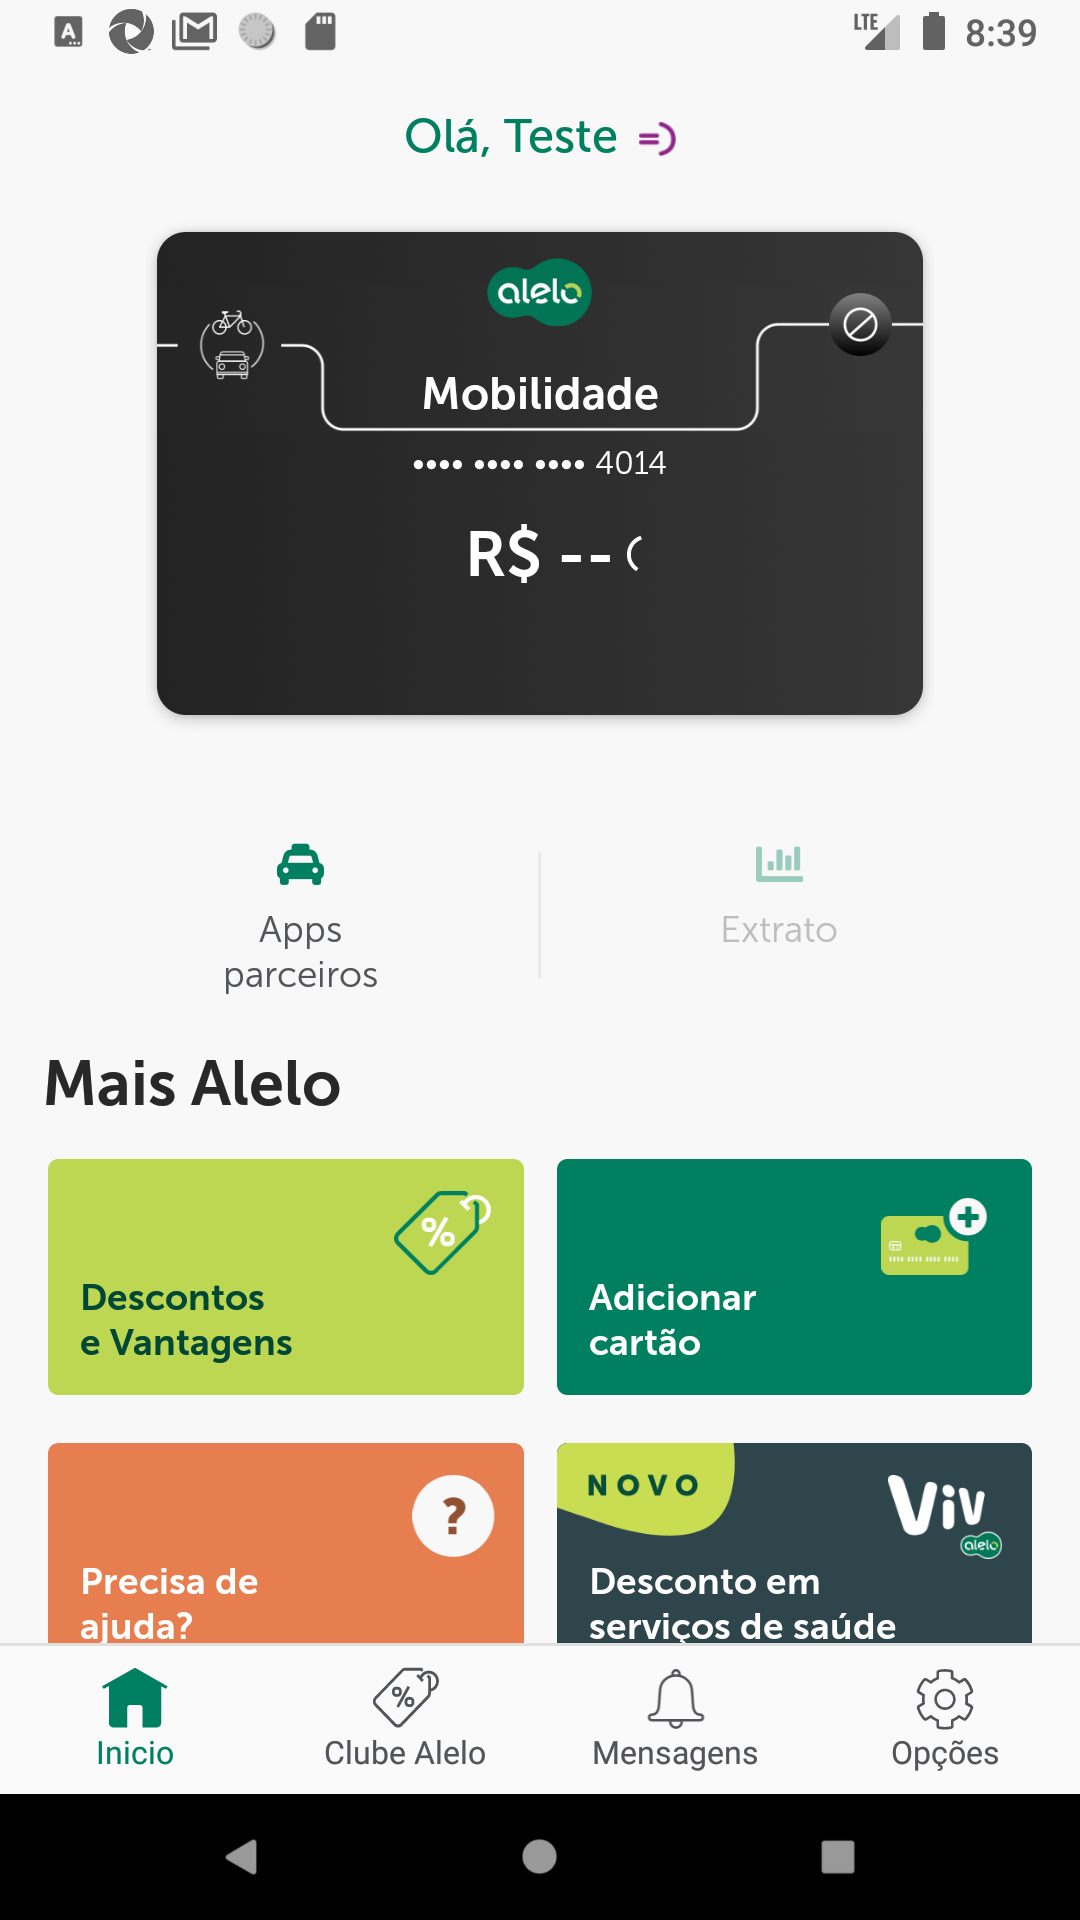 LTE 8:39
Olá, Teste =)
alelo
Mobilidade
•••• •••• •••• 4014
R$ --
Apps
parceiros
Extrato
Mais Alelo
%
Descontos
e Vantagens
Adicionar
cartão
?
Precisa de
ajuda?
NOVO
Viv
alelo
Desconto em
serviços de saúde
Inicio
Clube Alelo
Mensagens
Opções